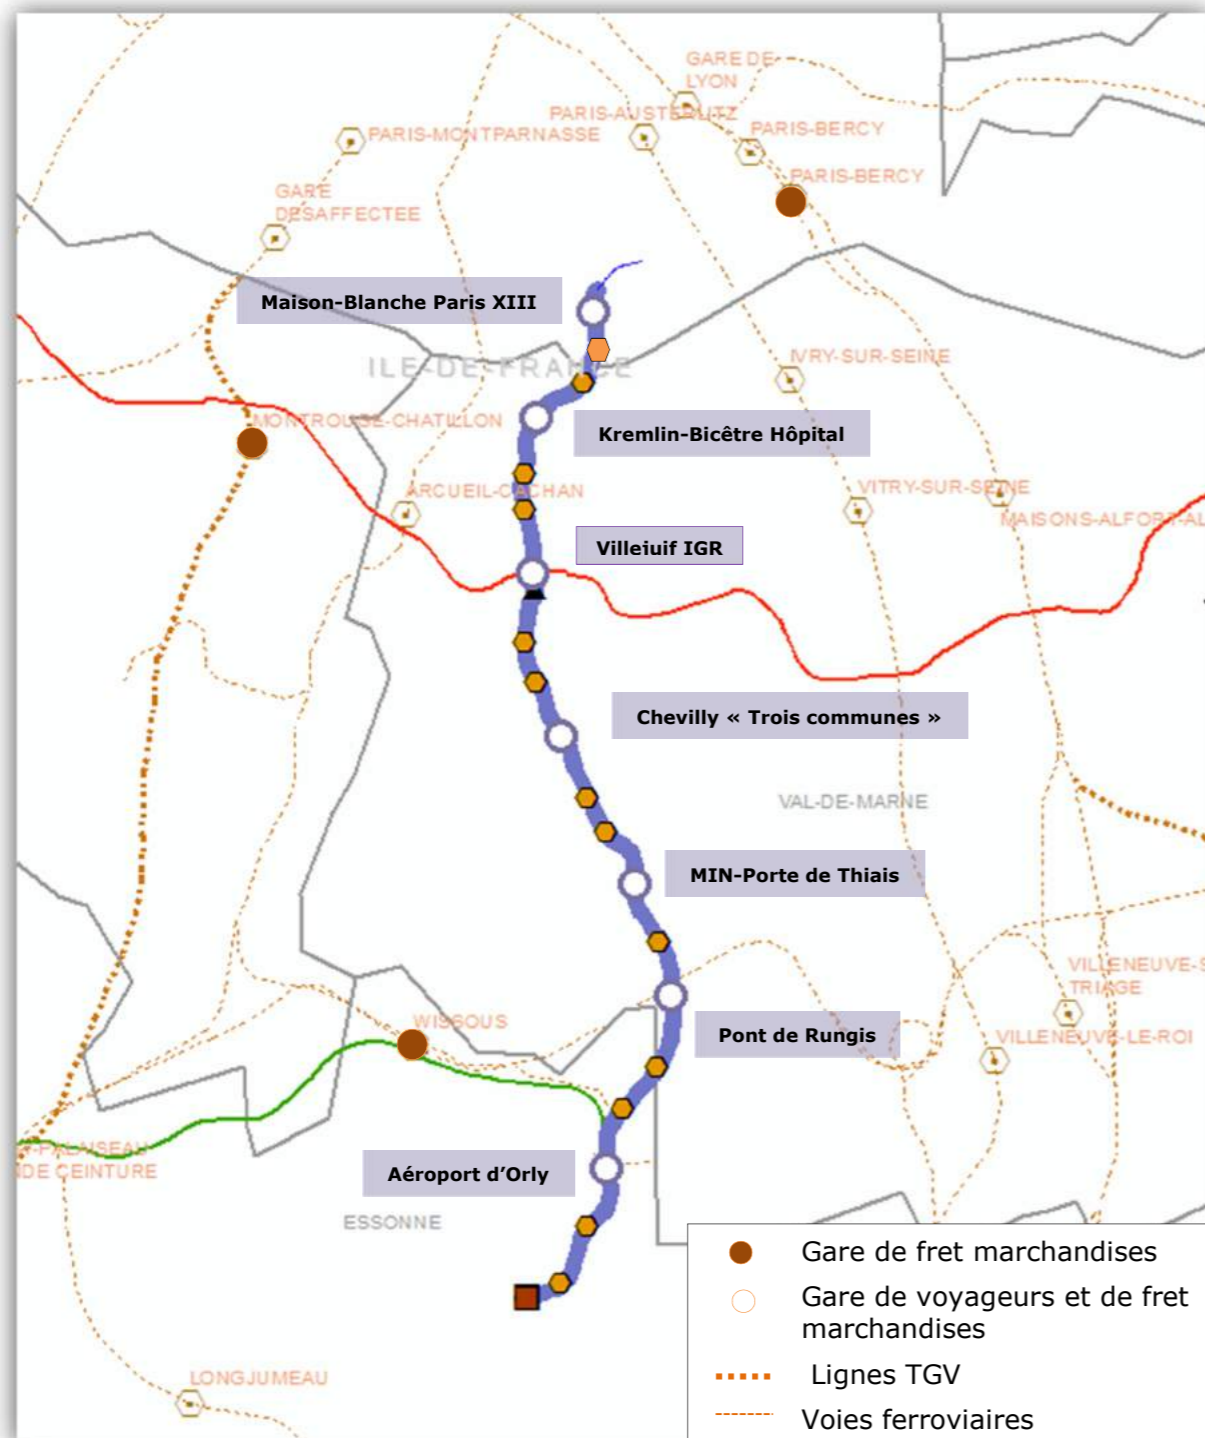 GARE DE
LYON
PARIS-AUSTERLITZ
PARIS-MONTPARNASSE
PARIS-BERCY
PARIS-BERCY
GARE
DESAFFECTEE
Maison-Blanche Paris XIII
ILE-DE-FRANCE
IVRY-SUR-SEINE
MONTROUGE-CHATILLON
Kremlin-Bicêtre Hôpital
ARCUEIL-CACHAN
VITRY-SUR-SEINE
MAISONS-ALFORT-AL
Villejuif IGR
Chevilly « Trois communes »
VAL-DE-MARNE
MIN-Porte de Thiais
VILLENEUVE-S
TRIAGE
WISSOUS
Pont de Rungis
VILLENEUVE-LE-ROI
Y-PALAISEAU
NDE CEINTURE
Aéroport d'Orly
ESSONNE
Gare de fret marchandises
Gare de voyageurs et de fret
marchandises
LONGJUMEAU
Lignes TGV
Voies ferroviaires